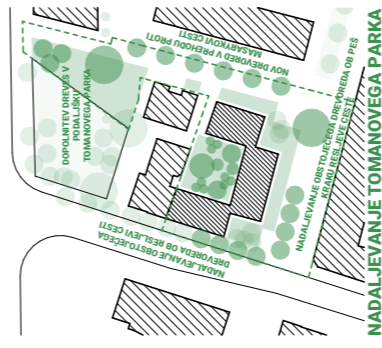 NADALJEVANJE TOMANOVEGA PARKA
NOV DREVORED V PREHODU PROTI
MASARYKOVI CESTI
DOPOLNITEV DREVES V
PODALJŠKU
TOMANOVEGA PARKA
NADALJEVANJE OBSTOJEČEGA DREVOREDA OB PEŠ
KRAKU RESLJEVE CESTE
NADALJEVANJE OBSTOJEČEGA
DREVOREDA OB RESLJEVI CESTI